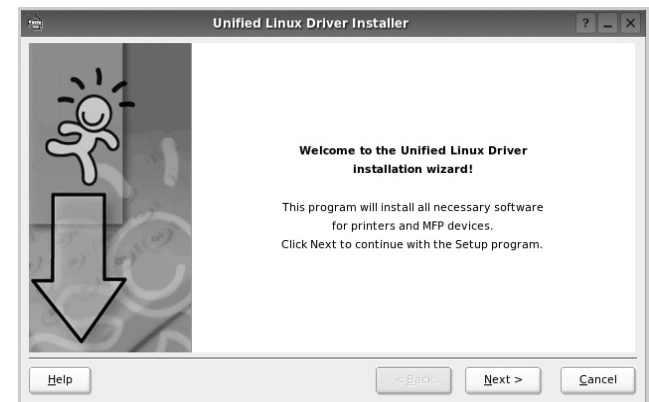 Unified Linux Driver Installer
?
Welcome to the Unified Linux Driver
installation wizard!
This program will install all necessary software
for printers and MFP devices.
Click Next to continue with the Setup program.
Help
< Back
Next >
Cancel